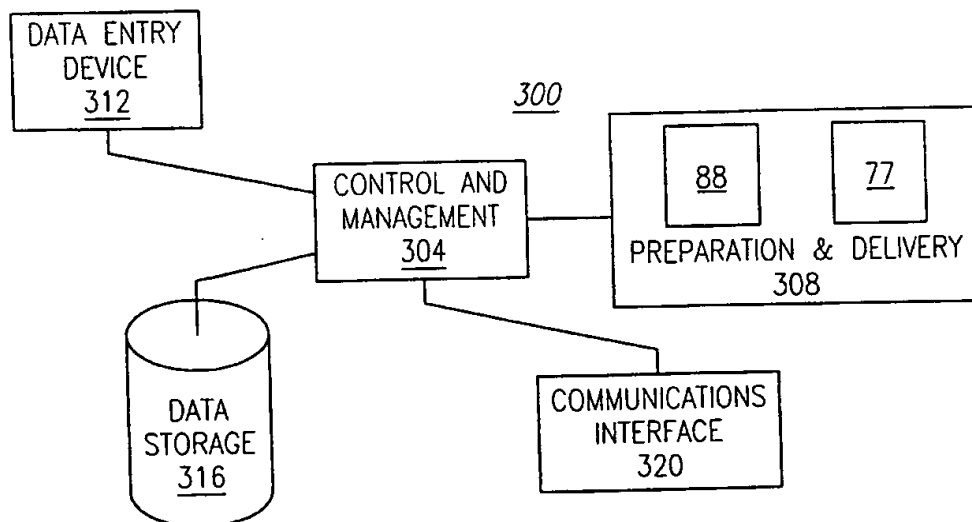 DATA ENTRY
DEVICE
312
300
88
77
PREPARATION & DELIVERY
308
CONTROL AND
MANAGEMENT
304
DATA
STORAGE
316
COMMUNICATIONS
INTERFACE
320